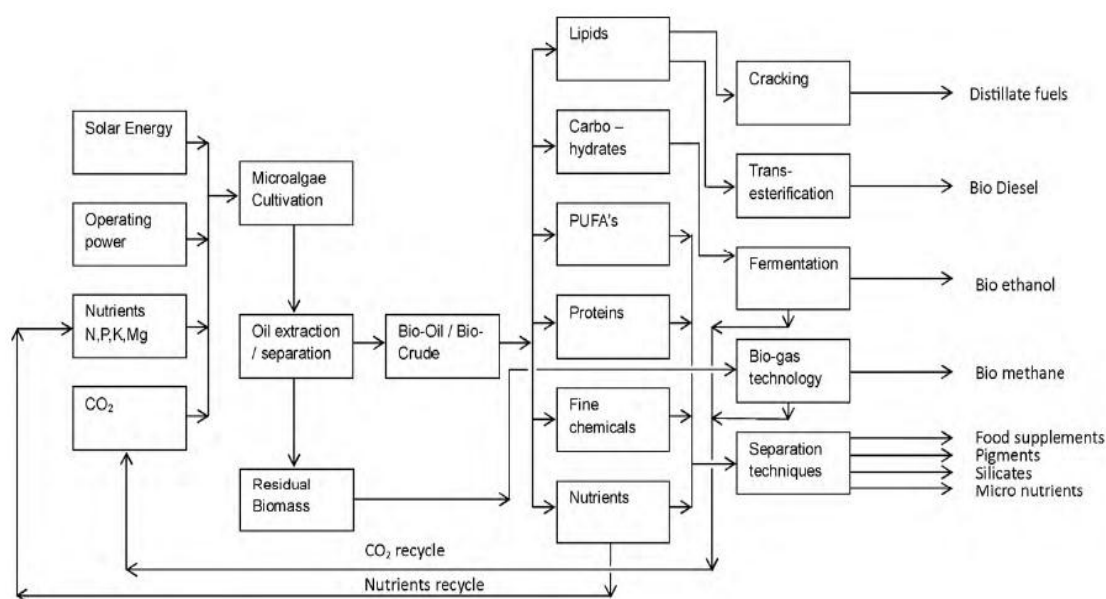 Solar Energy
Operating
power
Nutrients
N,P,K,Mg
CO₂
Microalgae
Cultivation
Oil extraction
/ separation
Residual
Biomass
Bio-Oil / Bio-
Crude
Lipids
Carbo –
hydrates
PUFA's
Proteins
Fine
chemicals
Nutrients
Cracking
Trans-
esterification
Fermentation
Bio-gas
technology
Separation
techniques
Distillate fuels
Bio Diesel
Bio ethanol
Bio methane
Food supplements
Pigments
Silicates
Micro nutrients
CO₂ recycle
Nutrients recycle